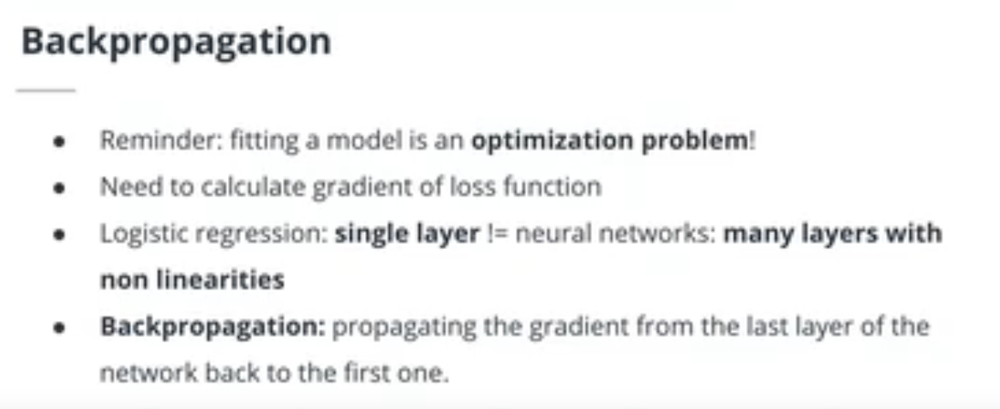 Backpropagation
● Reminder: fitting a model is an optimization problem!
● Need to calculate gradient of loss function
● Logistic regression: single layer != neural networks: many layers with
non linearities
● Backpropagation: propagating the gradient from the last layer of the
network back to the first one.